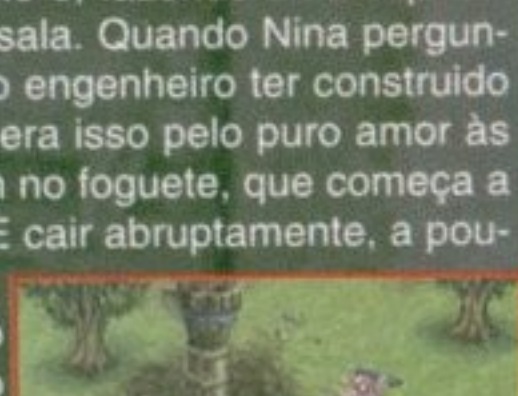 sala. Quando Nina pergun-
engenheiro ter construido
era isso pelo puro amor às
no foguete, que começa a
cair abruptamente, a pou-